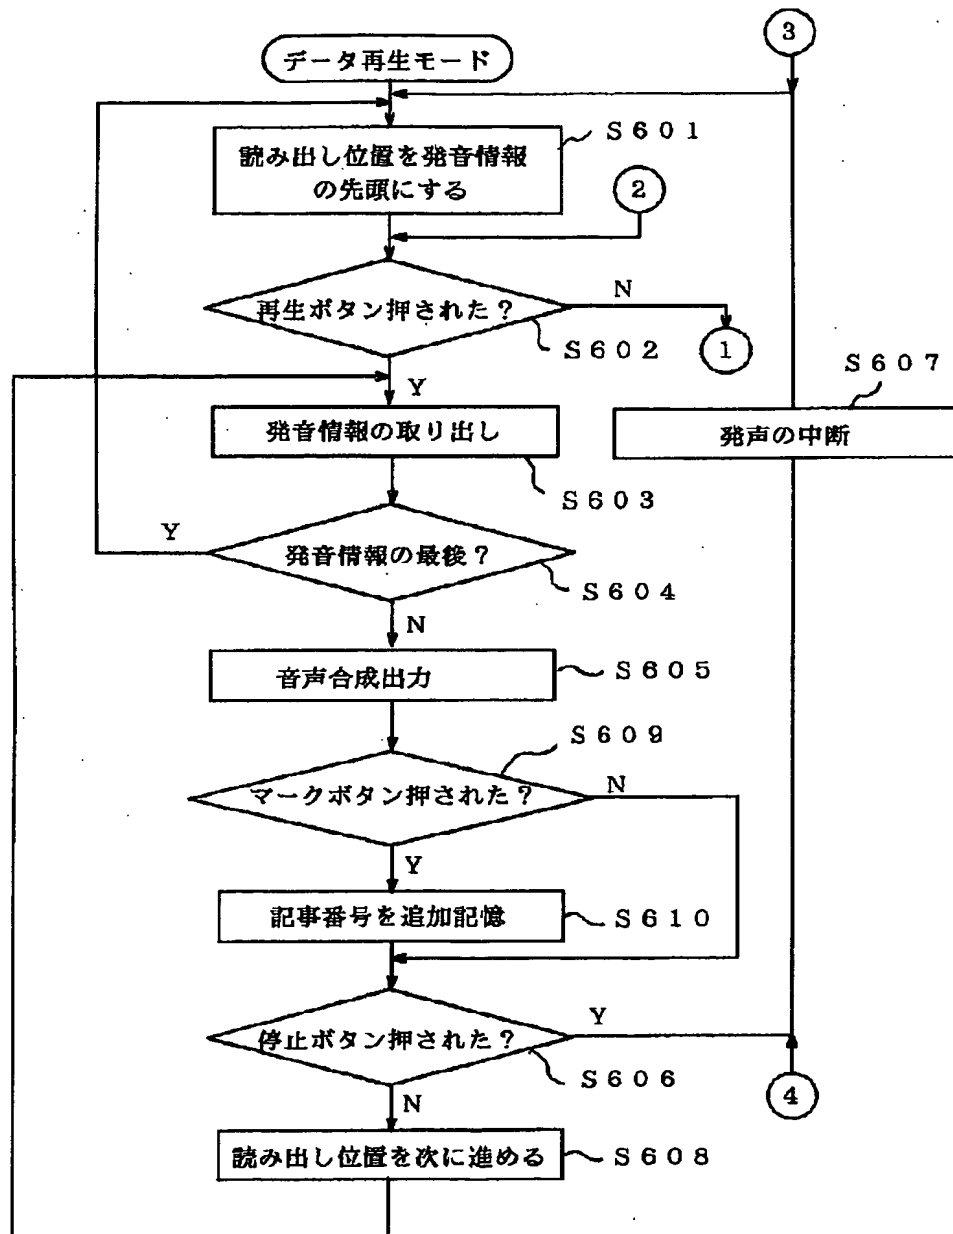 ③
データ再生モード
S601
読み出し位置を発音情報
の先頭にする
②
再生ボタン押された？
N
S602
①
S607
Y
発音情報の取り出し
発声の中断
S603
Y
発音情報の最後？
S604
N
音声合成出力
S605
S609
マークボタン押された？
N
Y
記事番号を追加記憶
S610
停止ボタン押された？
Y
S606
④
N
読み出し位置を次に進める
S608